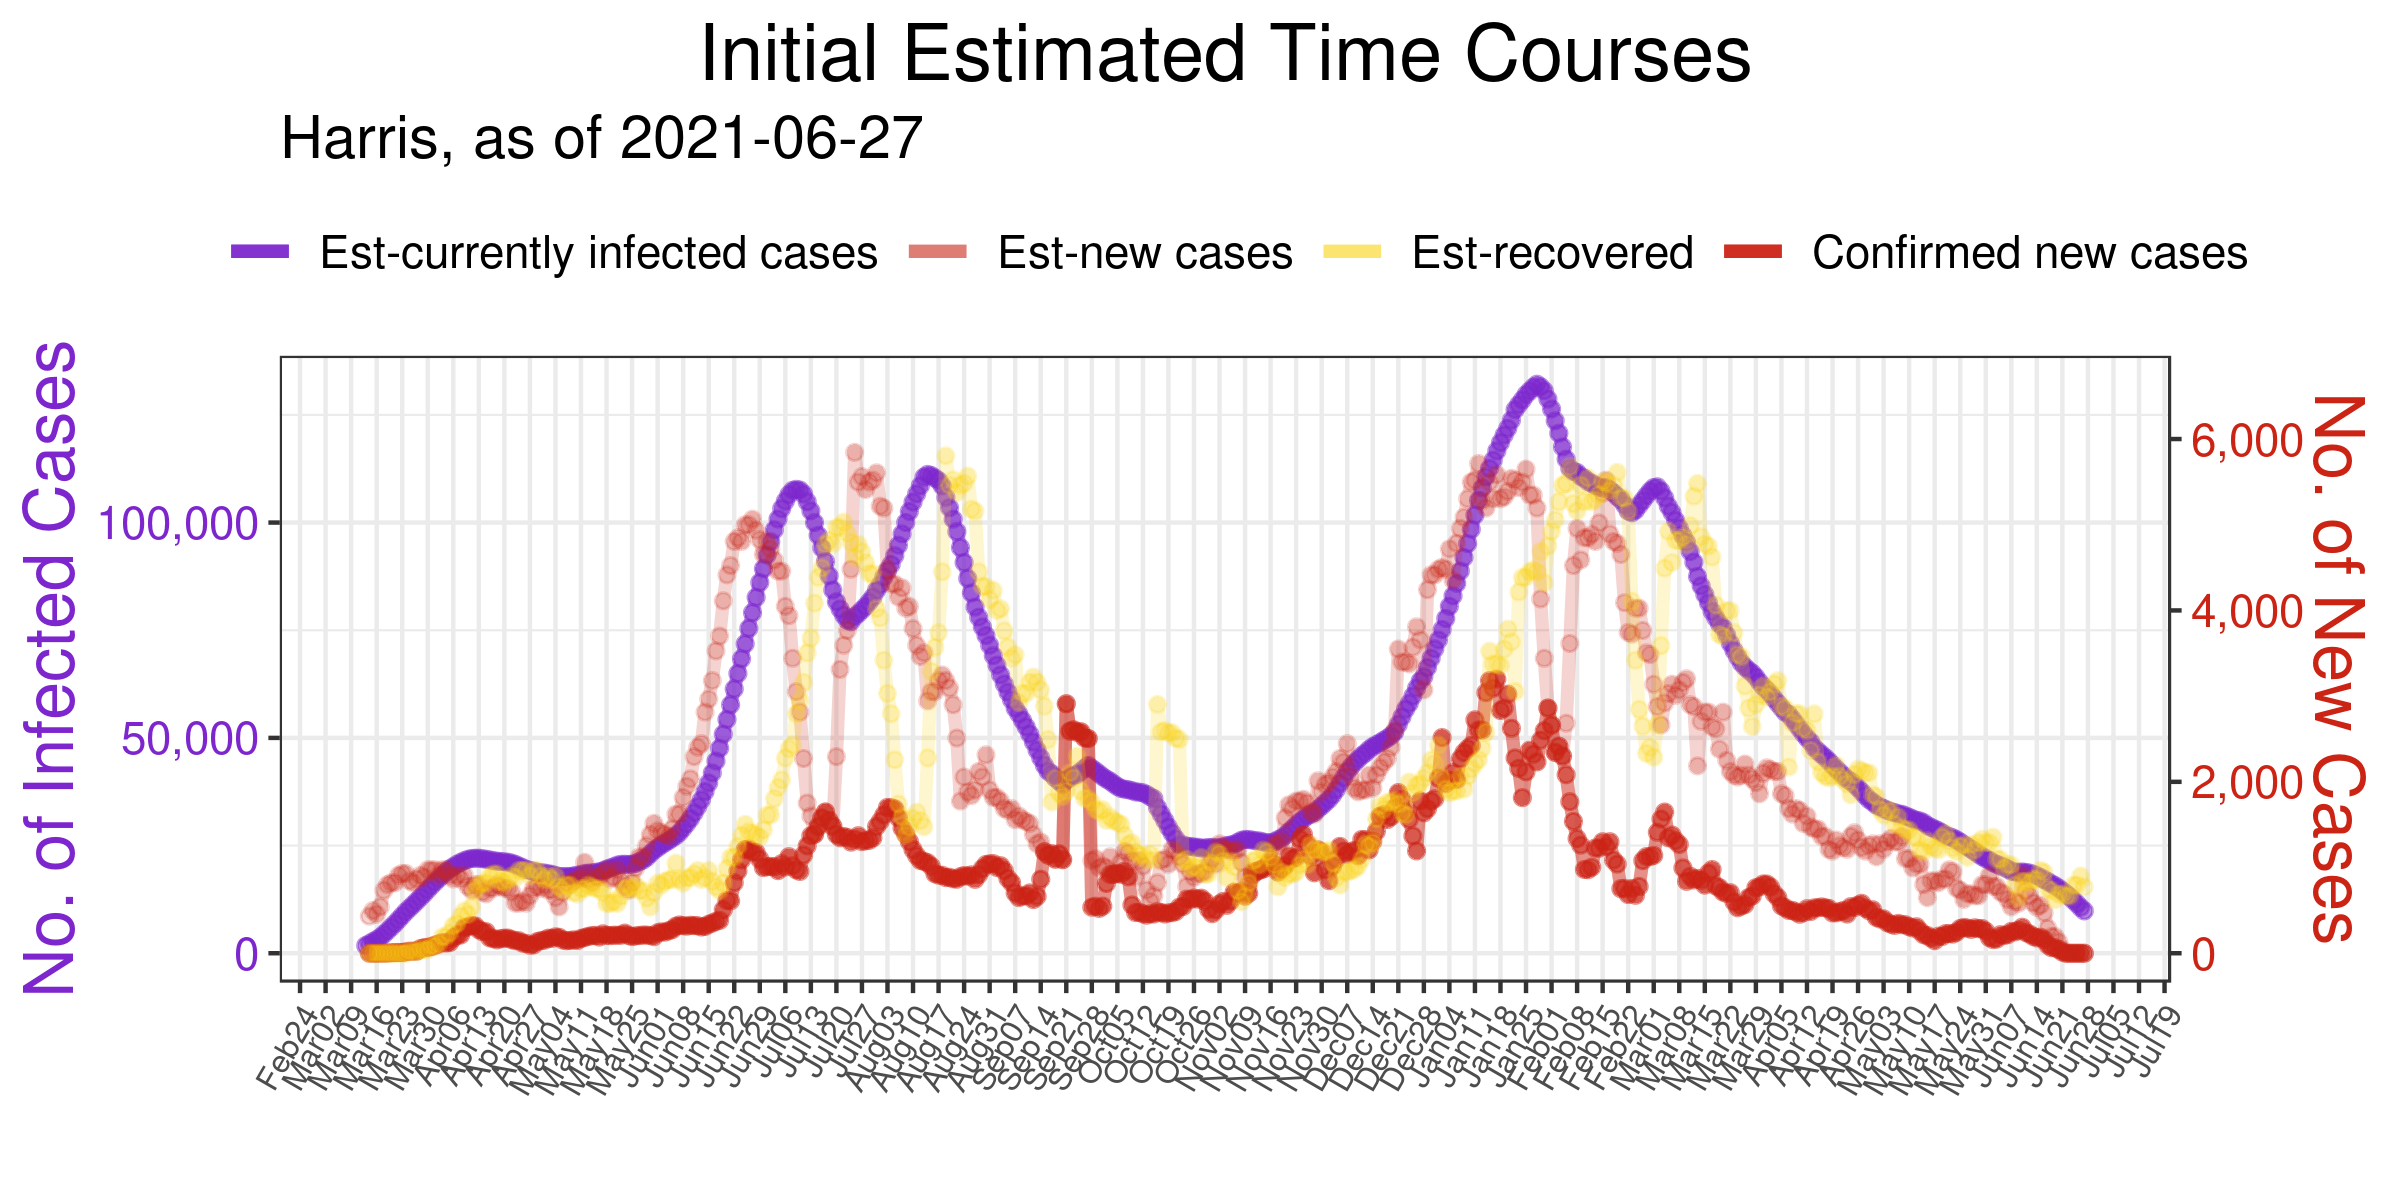 Initial Estimated Time Courses
Harris, as of 2021-06-27
Est-currently infected cases
Est-new cases
Est-recovered
Confirmed new cases
No. of Infected Cases
100,000
50,000
0
6,000
4,000
2,000
0
No. of New Cases
Feb24
Mar02
Mar09
Mar16
Mar23
Mar30
Apr06
Apr13
Apr20
Apr27
May04
May11
May18
May25
Jun01
Jun08
Jun15
Jun22
Jun29
Jul06
Jul13
Jul20
Jul27
Aug03
Aug10
Aug17
Aug24
Aug31
Sep07
Sep14
Sep21
Sep28
Oct05
Oct12
Oct19
Oct26
Nov02
Nov09
Nov16
Nov23
Nov30
Dec07
Dec14
Dec21
Dec28
Jan04
Jan11
Jan18
Jan25
Feb01
Feb08
Feb15
Feb22
Mar01
Mar08
Mar15
Mar22
Mar29
Apr05
Apr12
Apr19
Apr26
May03
May10
May17
May24
May31
Jun07
Jun14
Jun21
Jun28
Jul05
Jul12
Jul19